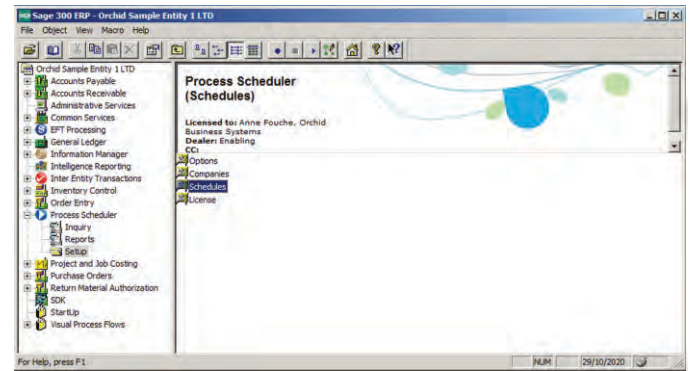 Sage 300 ERP - Orchid Sample Entity 1 LTD
File Object View Macro Help
Orchid Sample Entity 1 LTD
Accounts Payable
Accounts Receivable
Administrative Services
Common Services
EFT Processing
General Ledger
Information Manager
Intelligence Reporting
Inter Entity Transactions
Inventory Control
Order Entry
Process Scheduler
Inquiry
Reports
Setup
Project and Job Costing
Purchase Orders
Return Material Authorization
SDK
StartUp
Visual Process Flows
Process Scheduler
(Schedules)
Licensed to: Anne Fouche, Orchid
Business Systems
Dealer: Enabling
CC:
Options
Companies
Schedules
License
For Help, press F1
NUM
29/10/2020